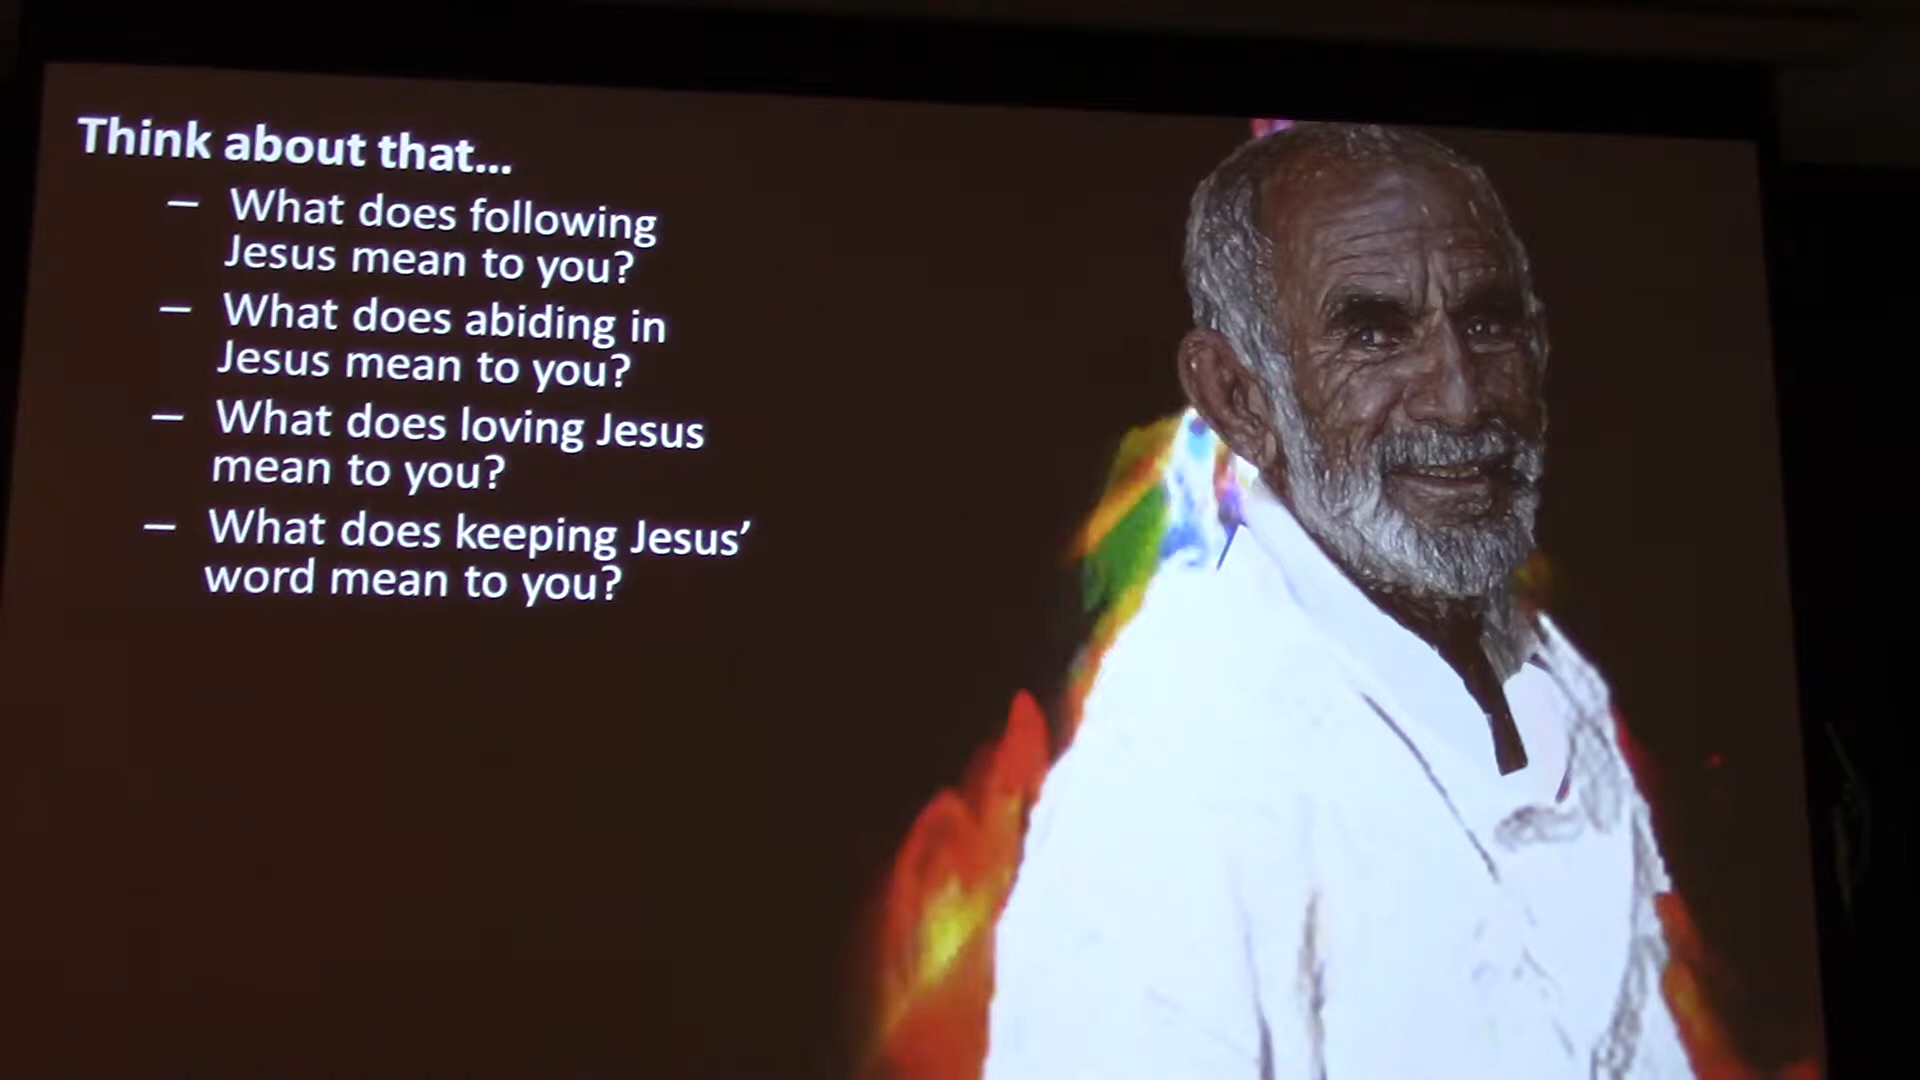 Think about that...
– What does following
Jesus mean to you?
– What does abiding in
Jesus mean to you?
– What does loving Jesus
mean to you?
– What does keeping Jesus’
word mean to you?